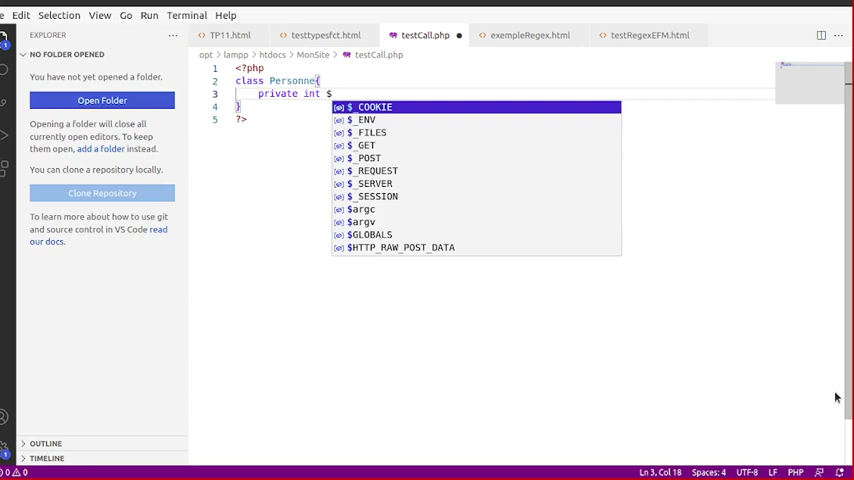 Edit Selection View Go Run Terminal Help
EXPLORER ···
TP11.html testtypesfct.html testCall.php exempleRegex.html testRegexEFM.html
NO FOLDER OPENED
You have not yet opened a folder.
Open Folder
Opening a folder will close all
currently open editors. To keep
them open, add a folder instead.
You can clone a repository locally.
Clone Repository
To learn more about how to use git
and source control in VS Code read
our docs.
OUTLINE
TIMELINE
opt > lampp > htdocs > MonSite > testCall.php
1 <?php
2 class Personne{
3 private int $
4 }
5 ?>
$_COOKIE
$_ENV
$_FILES
$_GET
$_POST
$_REQUEST
$_SERVER
$_SESSION
$argc
$argv
$GLOBALS
$HTTP_RAW_POST_DATA
1
1
0 0
Ln 3, Col 18 Spaces: 4 UTF-8 LF PHP